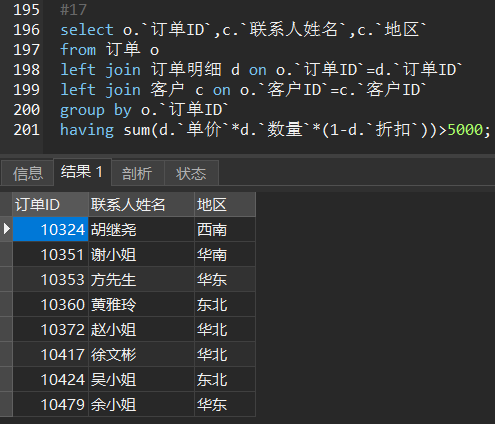 195 #17
196 select o.`订单ID`,c.`联系人姓名`,c.`地区`
197 from 订单 o
198 left join 订单明细 d on o.`订单ID`=d.`订单ID`
199 left join 客户 c on o.`客户ID`=c.`客户ID`
200 group by o.`订单ID`
201 having sum(d.`单价`*d.`数量`*(1-d.`折扣`))>5000;
信息 结果 1 剖析 状态
订单ID 联系人姓名 地区
10324 胡继尧 西南
10351 谢小姐 华南
10353 方先生 华东
10360 黄雅玲 东北
10372 赵小姐 华北
10417 徐文彬 华北
10424 吴小姐 东北
10479 余小姐 华东